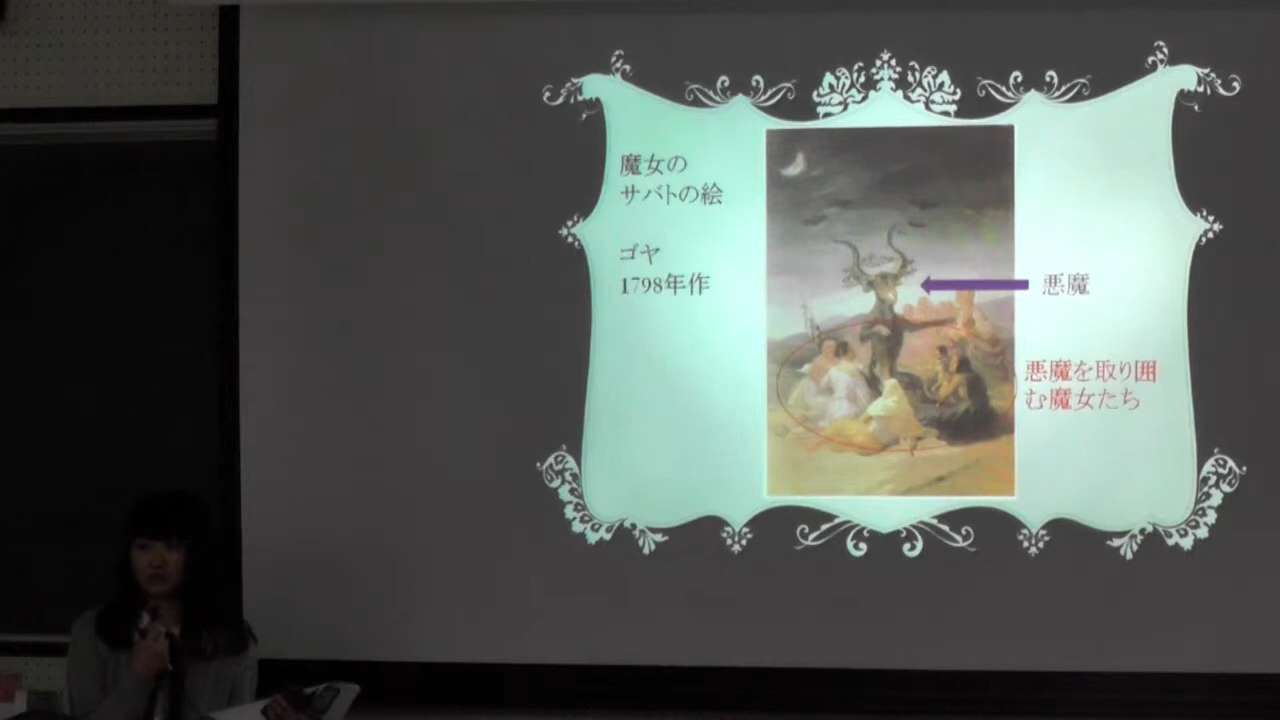 魔女の
サバトの絵
ゴヤ
1798年作
悪魔
悪魔を取り囲
む魔女たち